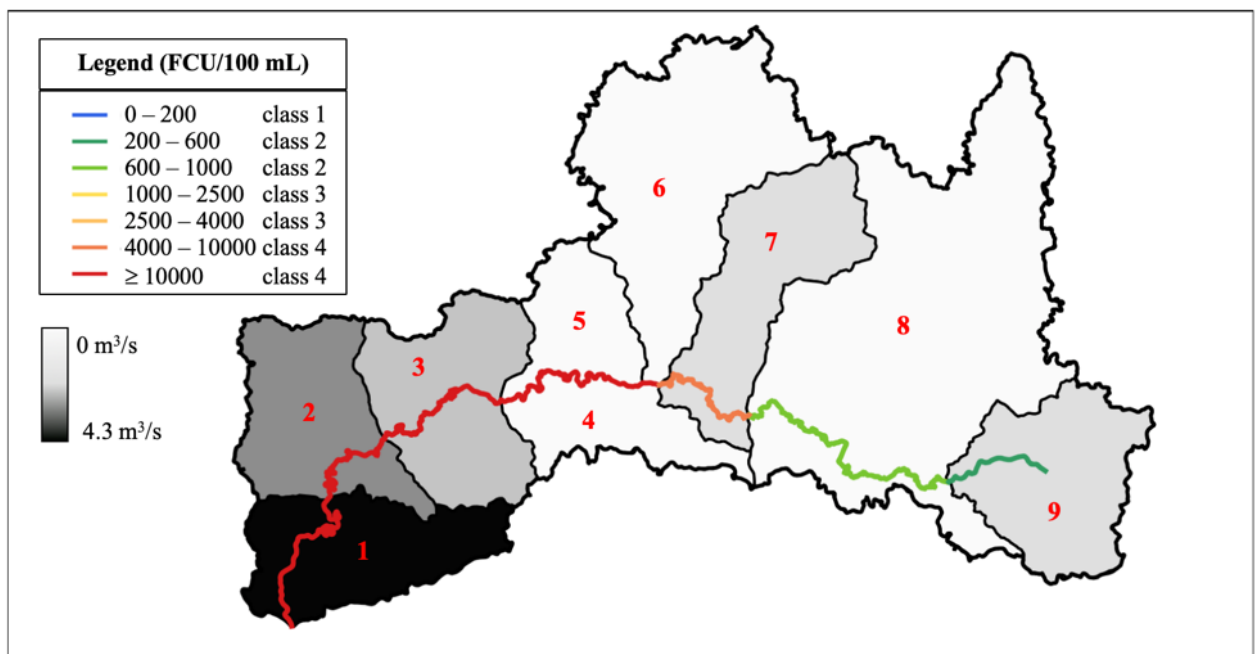 Legend (FCU/100 mL)
0 – 200 class 1
200 – 600 class 2
600 – 1000 class 2
1000 – 2500 class 3
2500 – 4000 class 3
4000 – 10000 class 4
≥ 10000 class 4
0 m³/s
4.3 m³/s
6
7
5
8
3
2
4
9
1